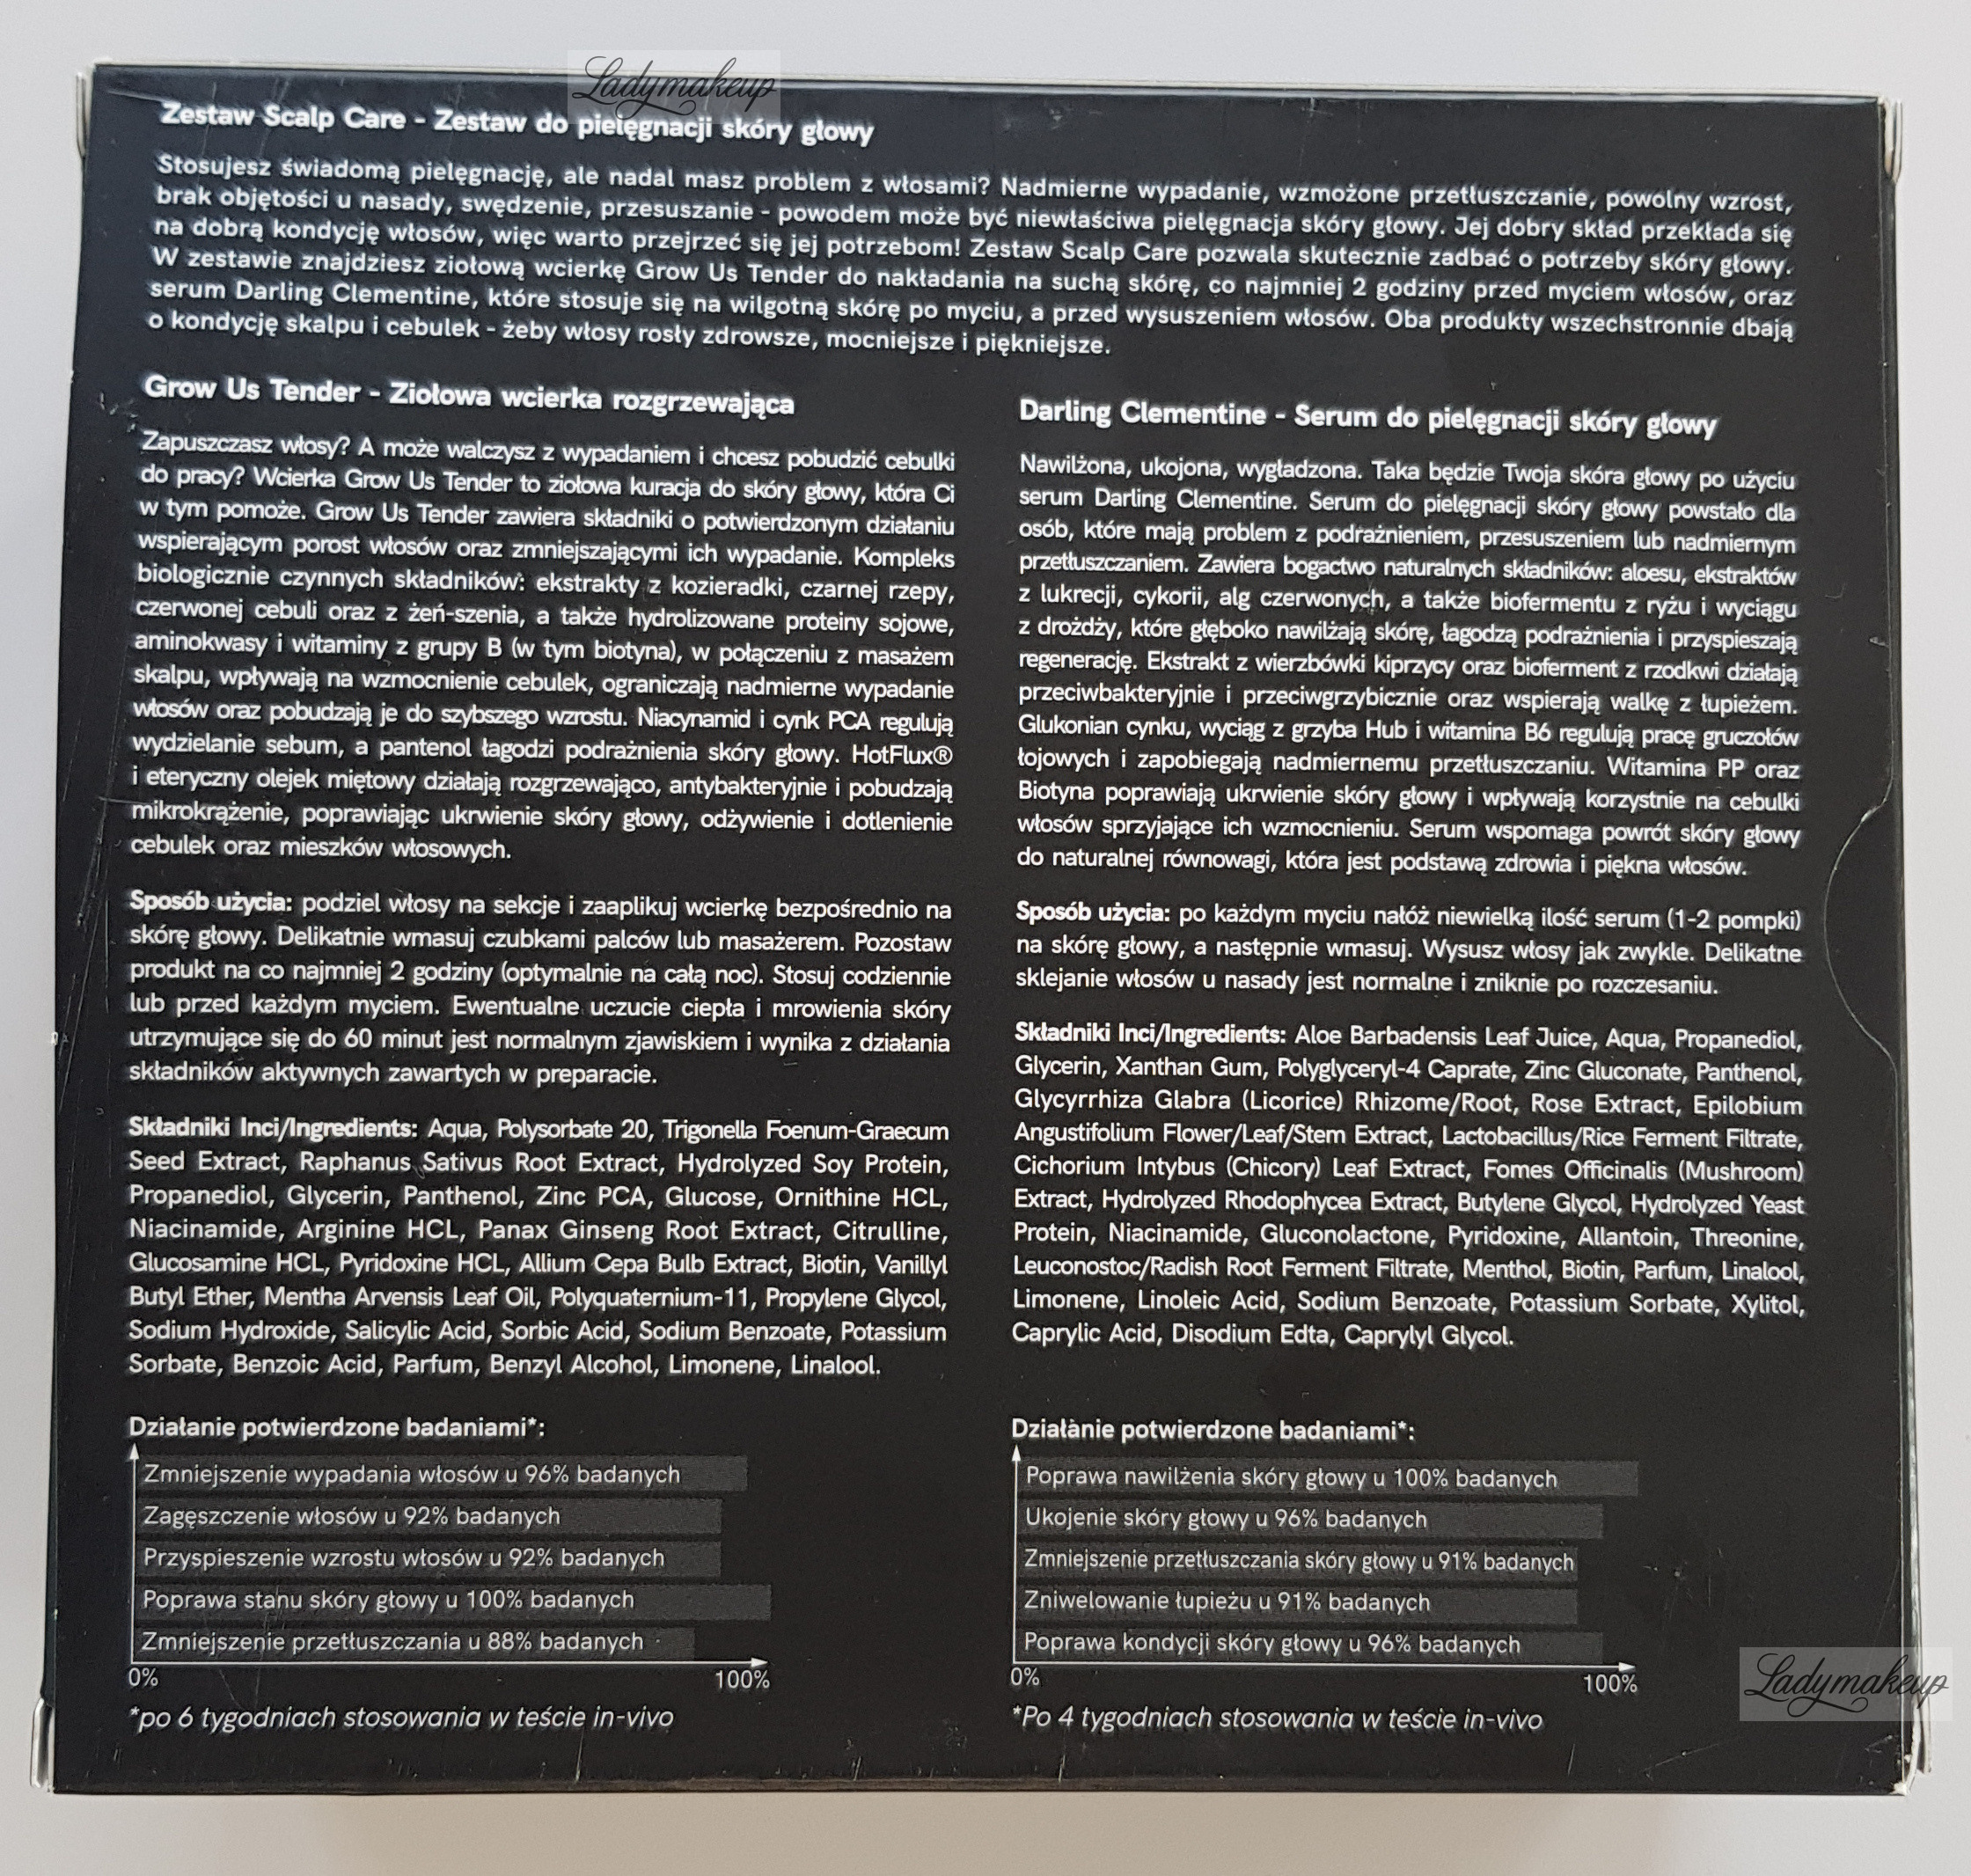 Ladymakeup
Zestaw Scalp Care - Zestaw do pielęgnacji skóry głowy
Stosujesz świadomą pielęgnację, ale nadal masz problem z włosami? Nadmierne wypadanie, wzmożone przetłuszczanie, powolny wzrost,
brak objętości u nasady, swędzenie, przesuszanie - powodem może być niewłaściwa pielęgnacja skóry głowy. Jej dobry skład przekłada się
na dobrą kondycję włosów, więc warto przejrzeć się jej potrzebom! Zestaw Scalp Care pozwala skutecznie zadbać o potrzeby skóry głowy.
W zestawie znajdziesz ziołową wcierkę Grow Us Tender do nakładania na suchą skórę, co najmniej 2 godziny przed myciem włosów, oraz
serum Darling Clementine, które stosuje się na wilgotną skórę po myciu, a przed wysuszeniem włosów. Oba produkty wszechstronnie dbają
o kondycję skalpu i cebulek - żeby włosy rosły zdrowsze, mocniejsze i piękniejsze.
Grow Us Tender - Ziołowa wcierka rozgrzewająca
Zapuszczasz włosy? A może walczysz z wypadaniem i chcesz pobudzić cebulki
do pracy? Wcierka Grow Us Tender to ziołowa kuracja do skóry głowy, która Ci
w tym pomoże. Grow Us Tender zawiera składniki o potwierdzonym działaniu
wspierającym porost włosów oraz zmniejszającymi ich wypadanie. Kompleks
biologicznie czynnych składników: ekstrakty z kozieradki, czarnej rzepy,
czerwonej cebuli oraz z żeń-szenia, a także hydrolizowane proteiny sojowe,
aminokwasy i witaminy z grupy B (w tym biotyna), w połączeniu z masażem
skalpu, wpływają na wzmocnienie cebulek, ograniczają nadmierne wypadanie
włosów oraz pobudzają je do szybszego wzrostu. Niacynamid i cynk PCA regulują
wydzielanie sebum, a pantenol łagodzi podrażnienia skóry głowy. HotFlux®
i eteryczny olejek miętowy działają rozgrzewająco, antybakteryjnie i pobudzają
mikrokrążenie, poprawiając ukrwienie skóry głowy, odżywienie i dotlenienie
cebulek oraz mieszków włosowych.
Sposób użycia: podziel włosy na sekcje i zaaplikuj wcierkę bezpośrednio na
skórę głowy. Delikatnie wmasuj czubkami palców lub masażerem. Pozostaw
produkt na co najmniej 2 godziny (optymalnie na całą noc). Stosuj codziennie
lub przed każdym myciem. Ewentualne uczucie ciepła i mrowienia skóry
utrzymujące się do 60 minut jest normalnym zjawiskiem i wynika z działania
składników aktywnych zawartych w preparacie.
Składniki Inci/Ingredients: Aqua, Polysorbate 20, Trigonella Foenum-Graecum
Seed Extract, Raphanus Sativus Root Extract, Hydrolyzed Soy Protein,
Propanediol, Glycerin, Panthenol, Zinc PCA, Glucose, Ornithine HCL,
Niacinamide, Arginine HCL, Panax Ginseng Root Extract, Citrulline,
Glucosamine HCL, Pyridoxine HCL, Allium Cepa Bulb Extract, Biotin, Vanillyl
Butyl Ether, Mentha Arvensis Leaf Oil, Polyquaternium-11, Propylene Glycol,
Sodium Hydroxide, Salicylic Acid, Sorbic Acid, Sodium Benzoate, Potassium
Sorbate, Benzoic Acid, Parfum, Benzyl Alcohol, Limonene, Linalool.
Działanie potwierdzone badaniami*:
Zmniejszenie wypadania włosów u 96% badanych
Zagęszczenie włosów u 92% badanych
Przyspieszenie wzrostu włosów u 92% badanych
Poprawa stanu skóry głowy u 100% badanych
Zmniejszenie przetłuszczania u 88% badanych
0% 100%
*po 6 tygodniach stosowania w teście in-vivo
Darling Clementine - Serum do pielęgnacji skóry głowy
Nawilżona, ukojona, wygładzona. Taka będzie Twoja skóra głowy po użyciu
serum Darling Clementine. Serum do pielęgnacji skóry głowy powstało dla
osób, które mają problem z podrażnieniem, przesuszeniem lub nadmiernym
przetłuszczaniem. Zawiera bogactwo naturalnych składników: aloesu, ekstraktów
z lukrecji, cykorii, alg czerwonych, a także biofermentu z ryżu i wyciągu
z drożdży, które głęboko nawilżają skórę, łagodzą podrażnienia i przyspieszają
regenerację. Ekstrakt z wierzbówki kiprzycy oraz bioferment z rzodkwi działają
przeciwbakteryjnie i przeciwgrzybicznie oraz wspierają walkę z łupieżem.
Glukonian cynku, wyciąg z grzyba Hub i witamina B6 regulują pracę gruczołów
łojowych i zapobiegają nadmiernemu przetłuszczaniu. Witamina PP oraz
Biotyna poprawiają ukrwienie skóry głowy i wpływają korzystnie na cebulki
włosów sprzyjające ich wzmocnieniu. Serum wspomaga powrót skóry głowy
do naturalnej równowagi, która jest podstawą zdrowia i piękna włosów.
Sposób użycia: po każdym myciu nałóż niewielką ilość serum (1-2 pompki)
na skórę głowy, a następnie wmasuj. Wysusz włosy jak zwykle. Delikatne
sklejanie włosów u nasady jest normalne i zniknie po rozczesaniu.
Składniki Inci/Ingredients: Aloe Barbadensis Leaf Juice, Aqua, Propanediol,
Glycerin, Xanthan Gum, Polyglyceryl-4 Caprate, Zinc Gluconate, Panthenol,
Glycyrrhiza Glabra (Licorice) Rhizome/Root, Rose Extract, Epilobium
Angustifolium Flower/Leaf/Stem Extract, Lactobacillus/Rice Ferment Filtrate,
Cichorium Intybus (Chicory) Leaf Extract, Fomes Officinalis (Mushroom)
Extract, Hydrolyzed Rhodophycea Extract, Butylene Glycol, Hydrolyzed Yeast
Protein, Niacinamide, Gluconolactone, Pyridoxine, Allantoin, Threonine,
Leuconostoc/Radish Root Ferment Filtrate, Menthol, Biotin, Parfum, Linalool,
Limonene, Linoleic Acid, Sodium Benzoate, Potassium Sorbate, Xylitol,
Caprylic Acid, Disodium Edta, Caprylyl Glycol.
Działanie potwierdzone badaniami*:
Poprawa nawilżenia skóry głowy u 100% badanych
Ukojenie skóry głowy u 96% badanych
Zmniejszenie przetłuszczania skóry głowy u 91% badanych
Zniwelowanie łupieżu u 91% badanych
Poprawa kondycji skóry głowy u 96% badanych
0% 100%
*Po 4 tygodniach stosowania w teście in-vivo
Ladymakeup